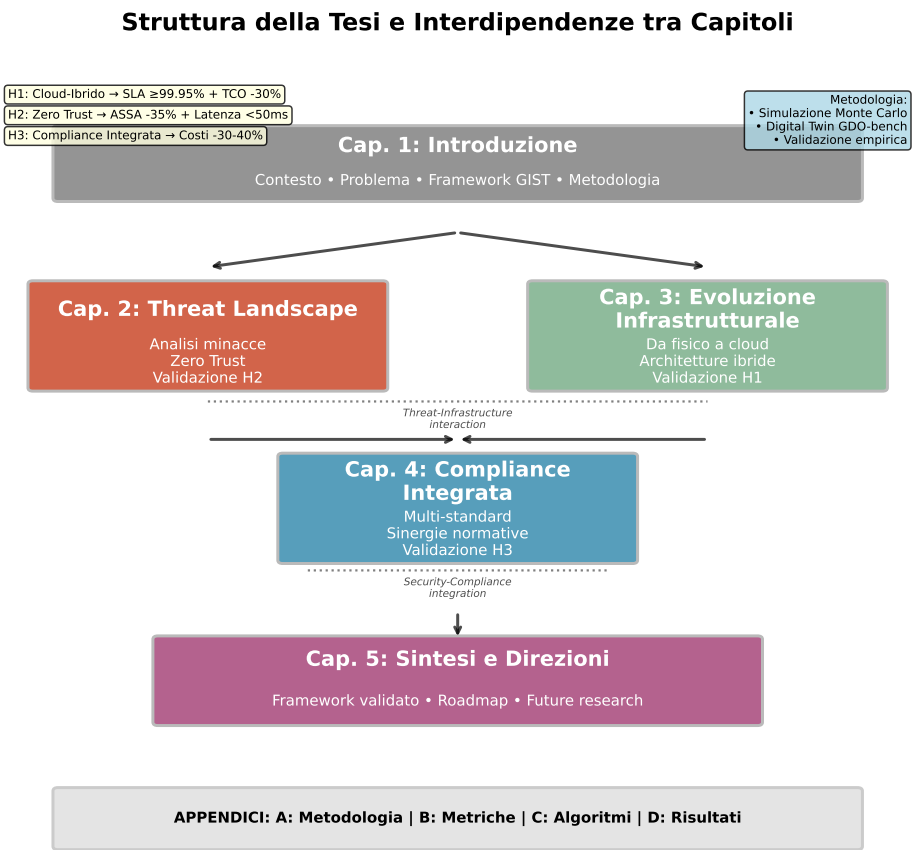 Struttura della Tesi e Interdipendenze tra Capitoli
H1: Cloud-Ibrido → SLA ≥99.95% + TCO -30%
H2: Zero Trust → ASSA -35% + Latenza <50ms
H3: Compliance Integrata → Costi -30-40%
Metodologia:
• Simulazione Monte Carlo
• Digital Twin GDO-bench
• Validazione empirica
Cap. 1: Introduzione
Contesto • Problema • Framework GIST • Metodologia
Cap. 2: Threat Landscape
Analisi minacce
Zero Trust
Validazione H2
Cap. 3: Evoluzione
Infrastrutturale
Da fisico a cloud
Architetture ibride
Validazione H1
Threat-Infrastructure
interaction
Cap. 4: Compliance
Integrata
Multi-standard
Sinergie normative
Validazione H3
Security-Compliance
integration
Cap. 5: Sintesi e Direzioni
Framework validato • Roadmap • Future research
APPENDICI: A: Metodologia | B: Metriche | C: Algoritmi | D: Risultati